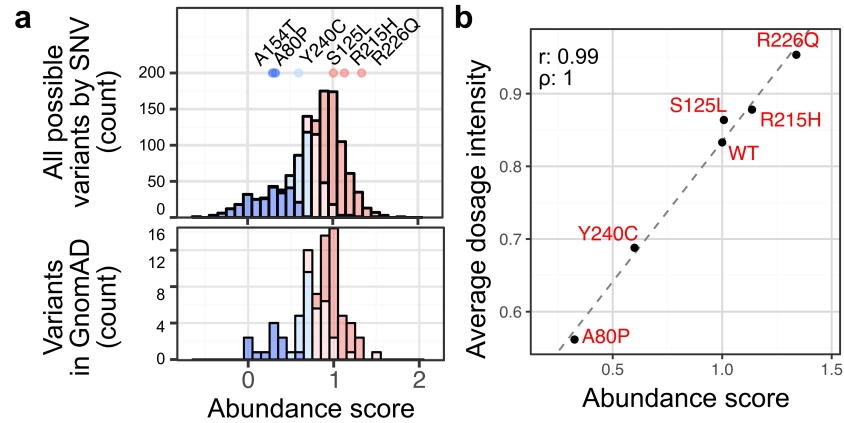 a
All possible
variants by SNV
(count)
A154T
A80P
Y240C
S125L
R215H
R226Q
200
150
100
50
0
Variants
in GnomAD
(count)
16
12
8
4
0
0
1
2
Abundance score
b
Average dosage intensity
r: 0.99
ρ: 1
R226Q
S125L
R215H
WT
Y240C
A80P
0.9
0.8
0.7
0.6
0.5
1.0
1.5
Abundance score